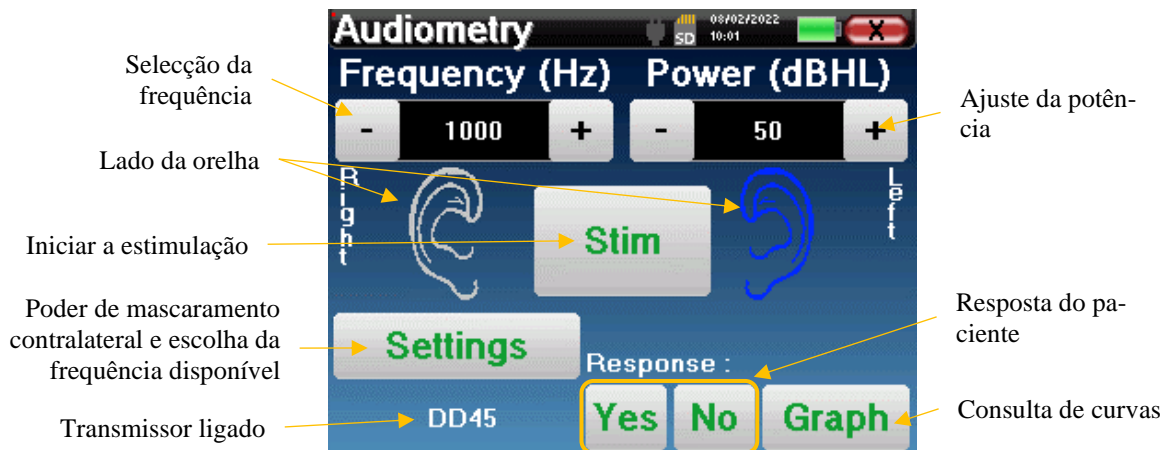 Audiometry
SD
08/02/2022
10:01
X
Frequency (Hz)
Power (dBHL)
-
1000
+
-
50
+
Right
Left
Stim
Settings
Response :
DD45
Yes
No
Graph
Selecção da
frequência
Lado da orelha
Iniciar a estimulação
Poder de mascaramento
contralateral e escolha da
frequência disponível
Transmissor ligado
Ajuste da potên-
cia
Resposta do pa-
ciente
Consulta de curvas